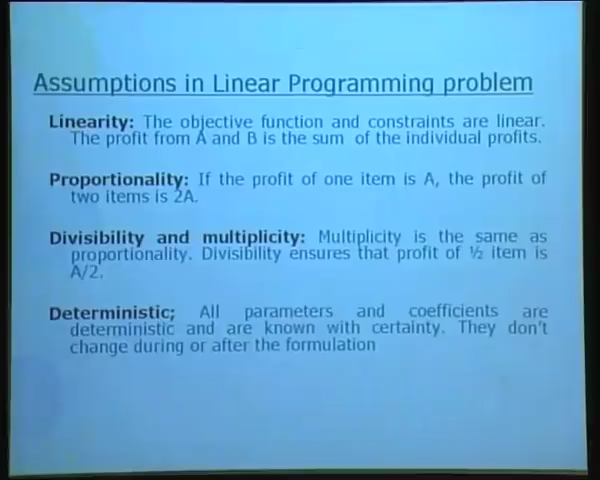 Assumptions in Linear Programming problem
Linearity: The objective function and constraints are linear.
The profit from A and B is the sum of the individual profits.
Proportionality: If the profit of one item is A, the profit of
two items is 2A.
Divisibility and multiplicity: Multiplicity is the same as
proportionality. Divisibility ensures that profit of ½ item is
A/2.
Deterministic; All parameters and coefficients are
deterministic and are known with certainty. They don't
change during or after the formulation